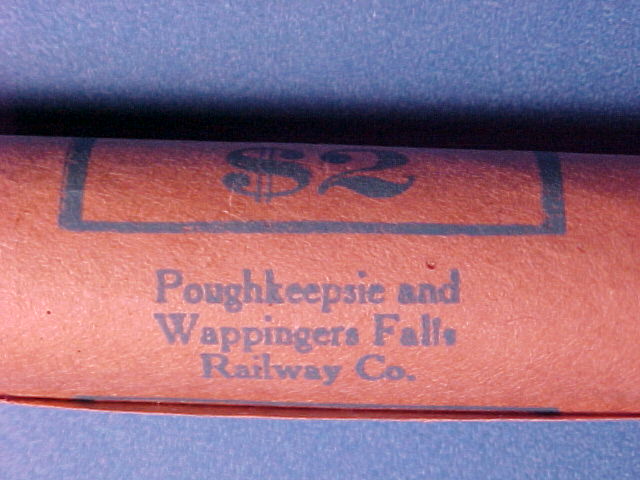 $2
Poughkeepsie and
Wappingers Falls
Railway Co.